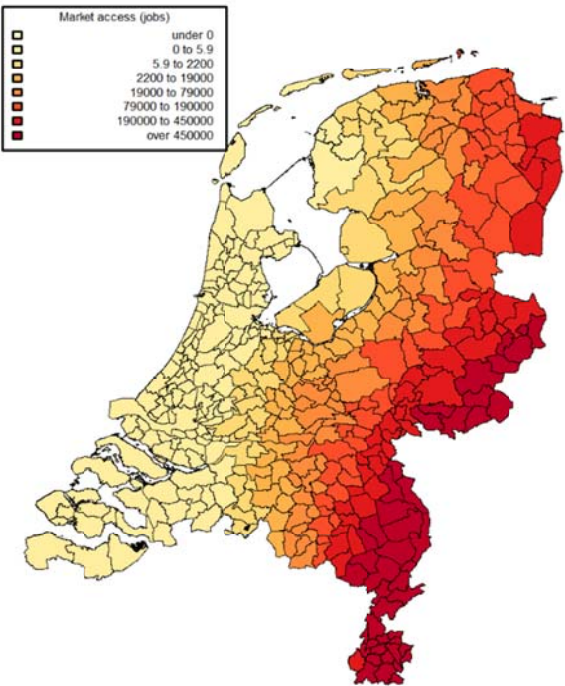 Market access (jobs)
under 0
0 to 5.9
5.9 to 2200
2200 to 19000
19000 to 79000
79000 to 190000
190000 to 450000
over 450000